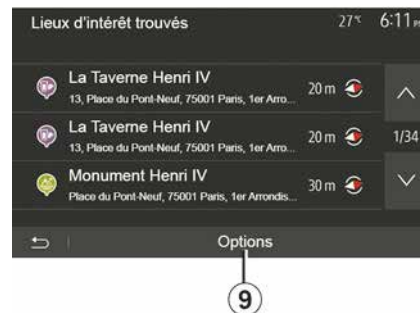 Lieux d'intérêt trouvés 27°C 6:11
La Taverne Henri IV
13, Place du Pont-Neuf, 75001 Paris, 1er Arro... 20 m
La Taverne Henri IV
13, Place du Pont-Neuf, 75001 Paris, 1er Arro... 20 m 1/34
Monument Henri IV
Place du Pont-Neuf, 75001 Paris, 1er Arrondis... 30 m
Options
9